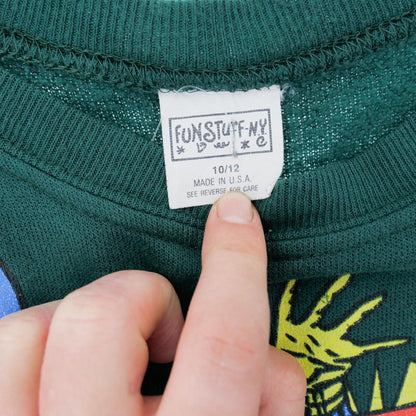 FUNSTUFF-N.Y.
10/12
MADE IN U.S.A.
SEE REVERSE FOR CARE